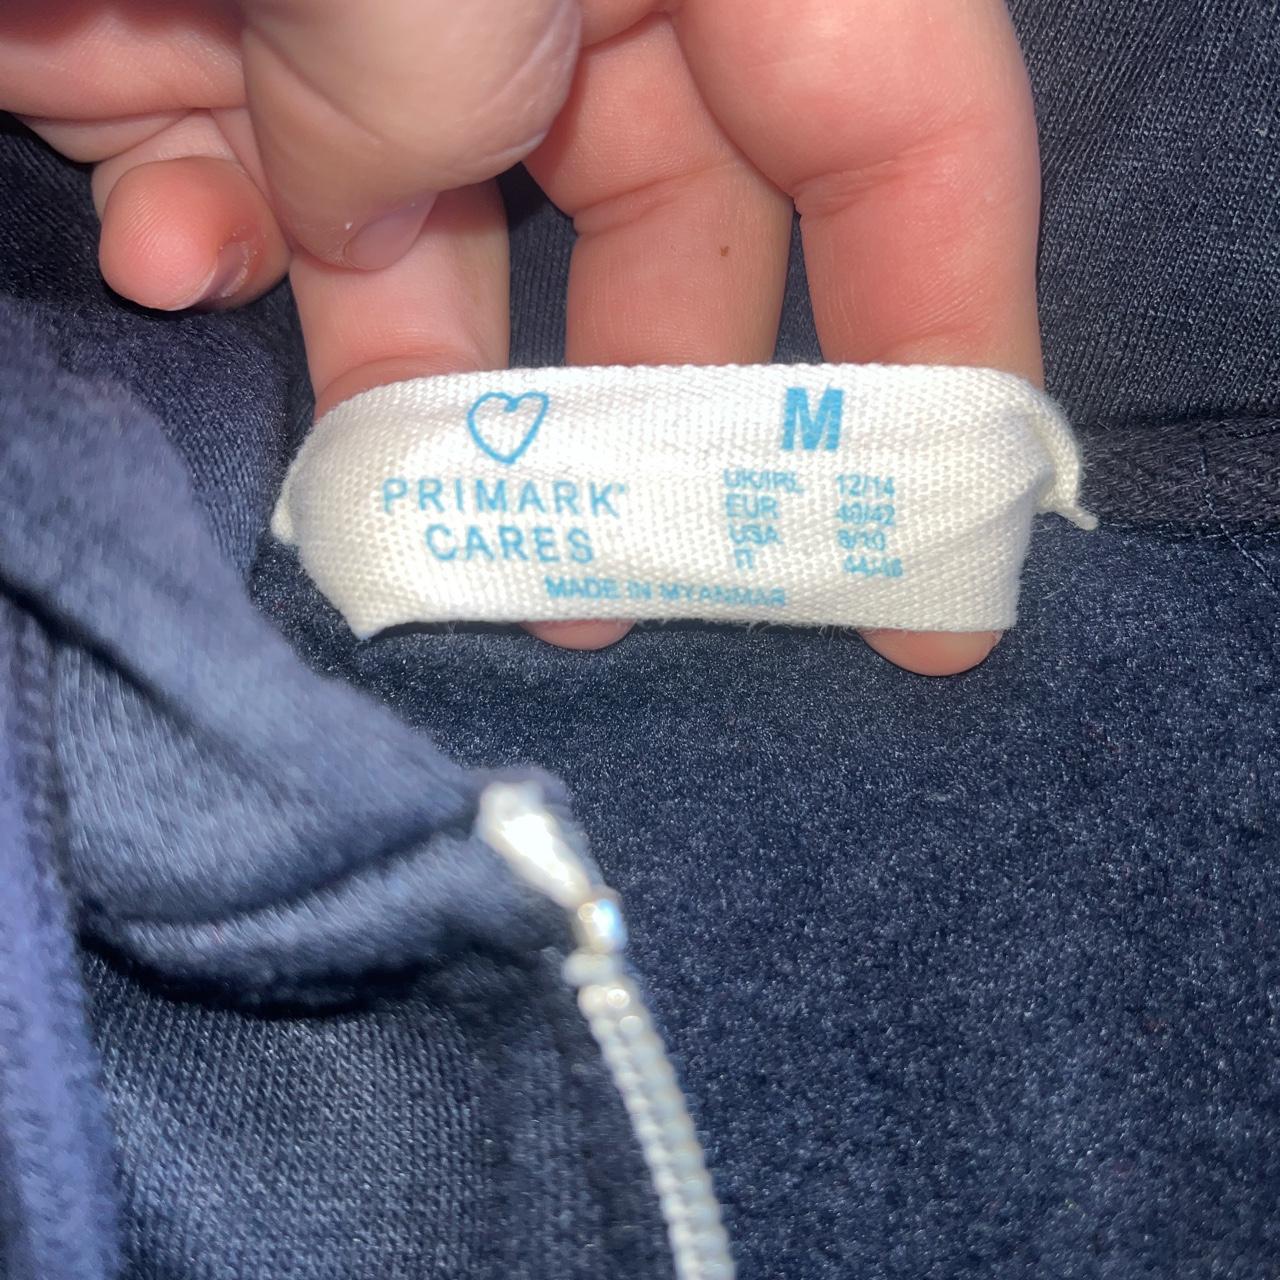 PRIMARK®
CARES
M
UK/IRL 12/14
EUR 40/42
USA 8/10
IT 44/46
MADE IN MYANMAR